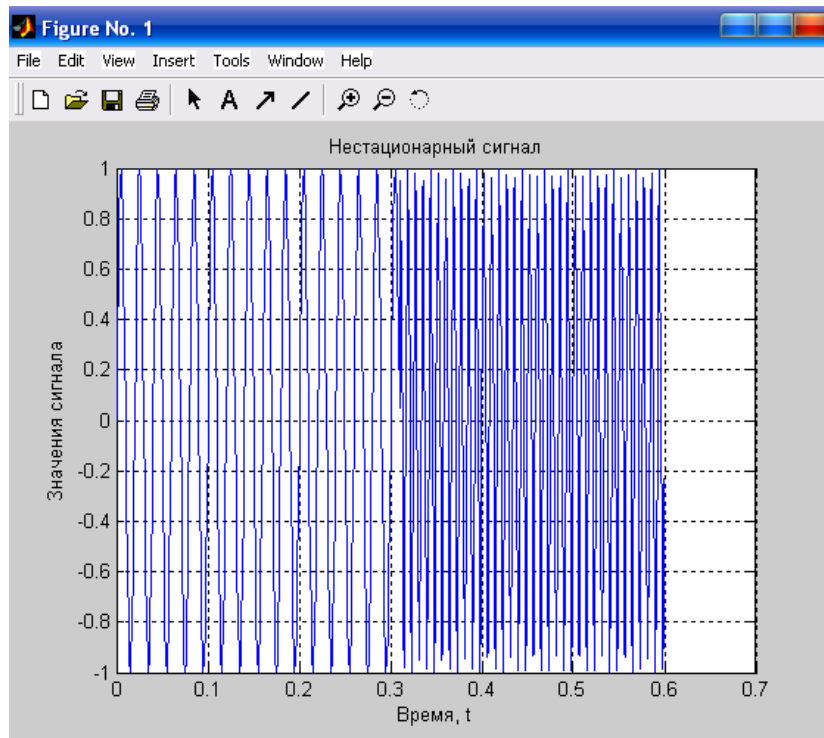 Figure No. 1
File Edit View Insert Tools Window Help
A
Нестационарный сигнал
1
0.8
0.6
0.4
0.2
0
-0.2
-0.4
-0.6
-0.8
-1
Значения сигнала
0 0.1 0.2 0.3 0.4 0.5 0.6 0.7
Время, t